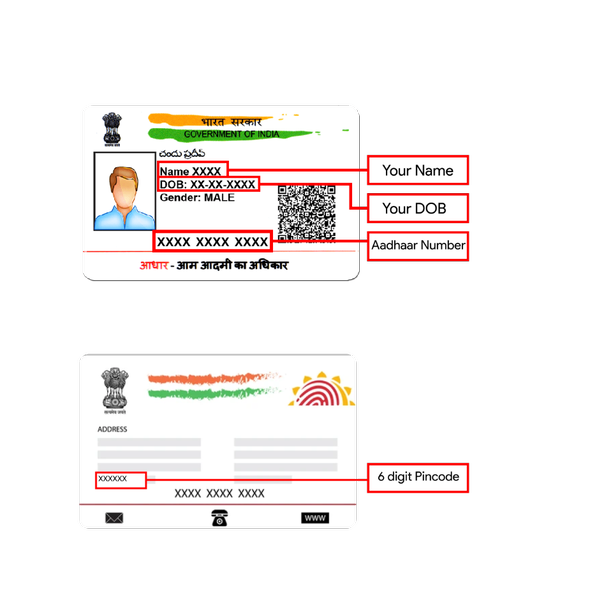 भारत सरकार
GOVERNMENT OF INDIA
చందు ప్రదీప్
Name XXXX
DOB: XX-XX-XXXX
Gender: MALE
XXXX XXXX XXXX
आधार - आम आदमी का अधिकार
Your Name
Your DOB
Aadhaar Number
ADDRESS
XXXXXX
XXXX XXXX XXXX
WWW
6 digit Pincode